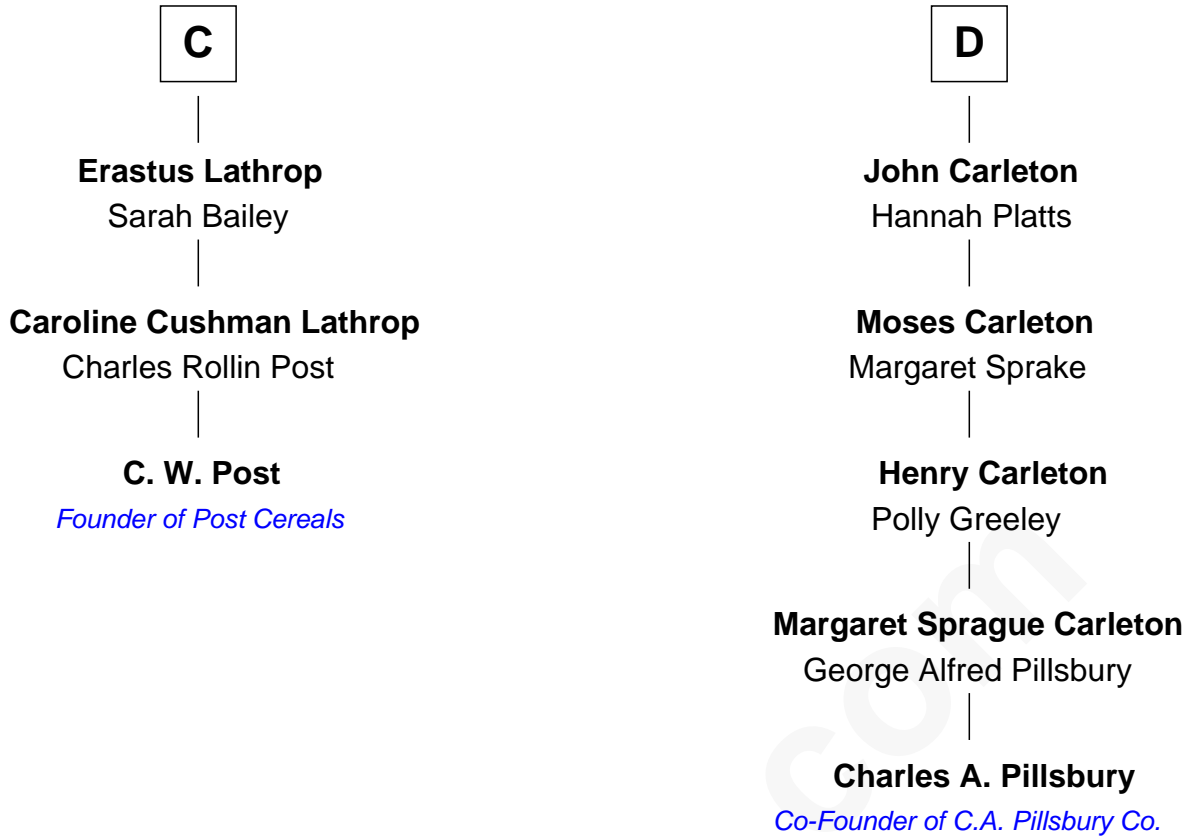 C
Erastus Lathrop
Sarah Bailey
Caroline Cushman Lathrop
Charles Rollin Post
C. W. Post
Founder of Post Cereals
D
John Carleton
Hannah Platts
Moses Carleton
Margaret Sprake
Henry Carleton
Polly Greeley
Margaret Sprague Carleton
George Alfred Pillsbury
Charles A. Pillsbury
Co-Founder of C.A. Pillsbury Co.
com